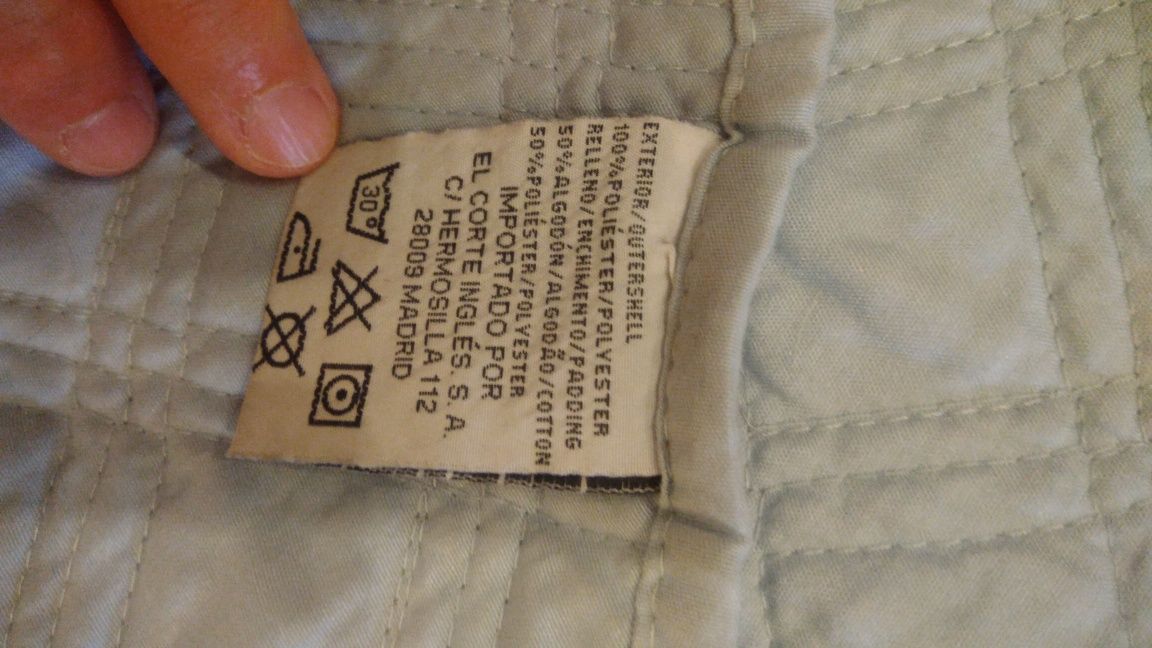 EXTERIOR/OUTERSHELL
100%POLIÉSTER/POLYESTER
RELLENO/ENCHIMENTO/PADDING
50%ALGODÓN/ALGODÃO/COTTON
50%POLIÉSTER/POLYESTER
IMPORTADO POR
EL CORTE INGLÉS. S. A.
C/ HERMOSILLA 112
28009 MADRID
30°